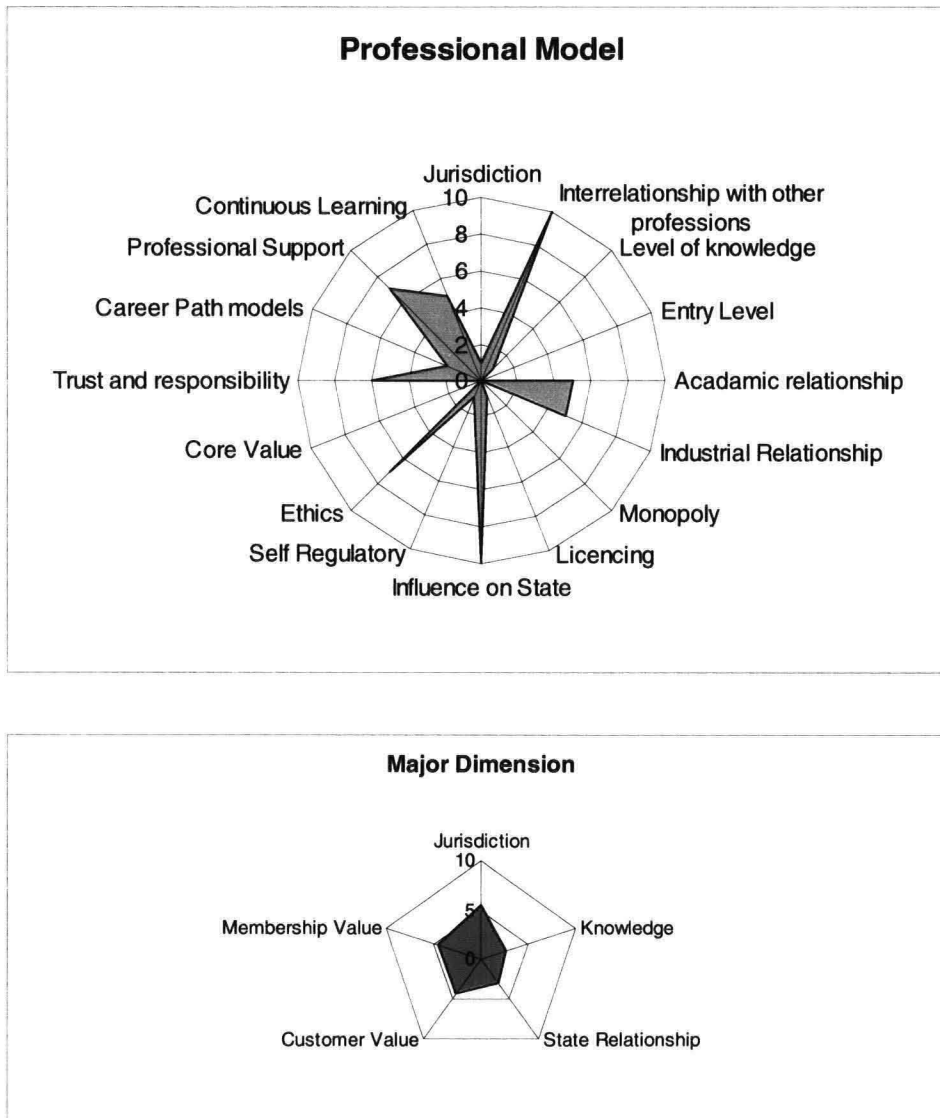 Professional Model
Jurisdiction
10
8
6
4
2
0
Interrelationship with other
professions
Level of knowledge
Entry Level
Acadamic relationship
Industrial Relationship
Monopoly
Licencing
Influence on State
Self Regulatory
Ethics
Core Value
Trust and responsibility
Career Path models
Professional Support
Continuous Learning
Major Dimension
Jurisdiction
10
5
0
Knowledge
State Relationship
Customer Value
Membership Value